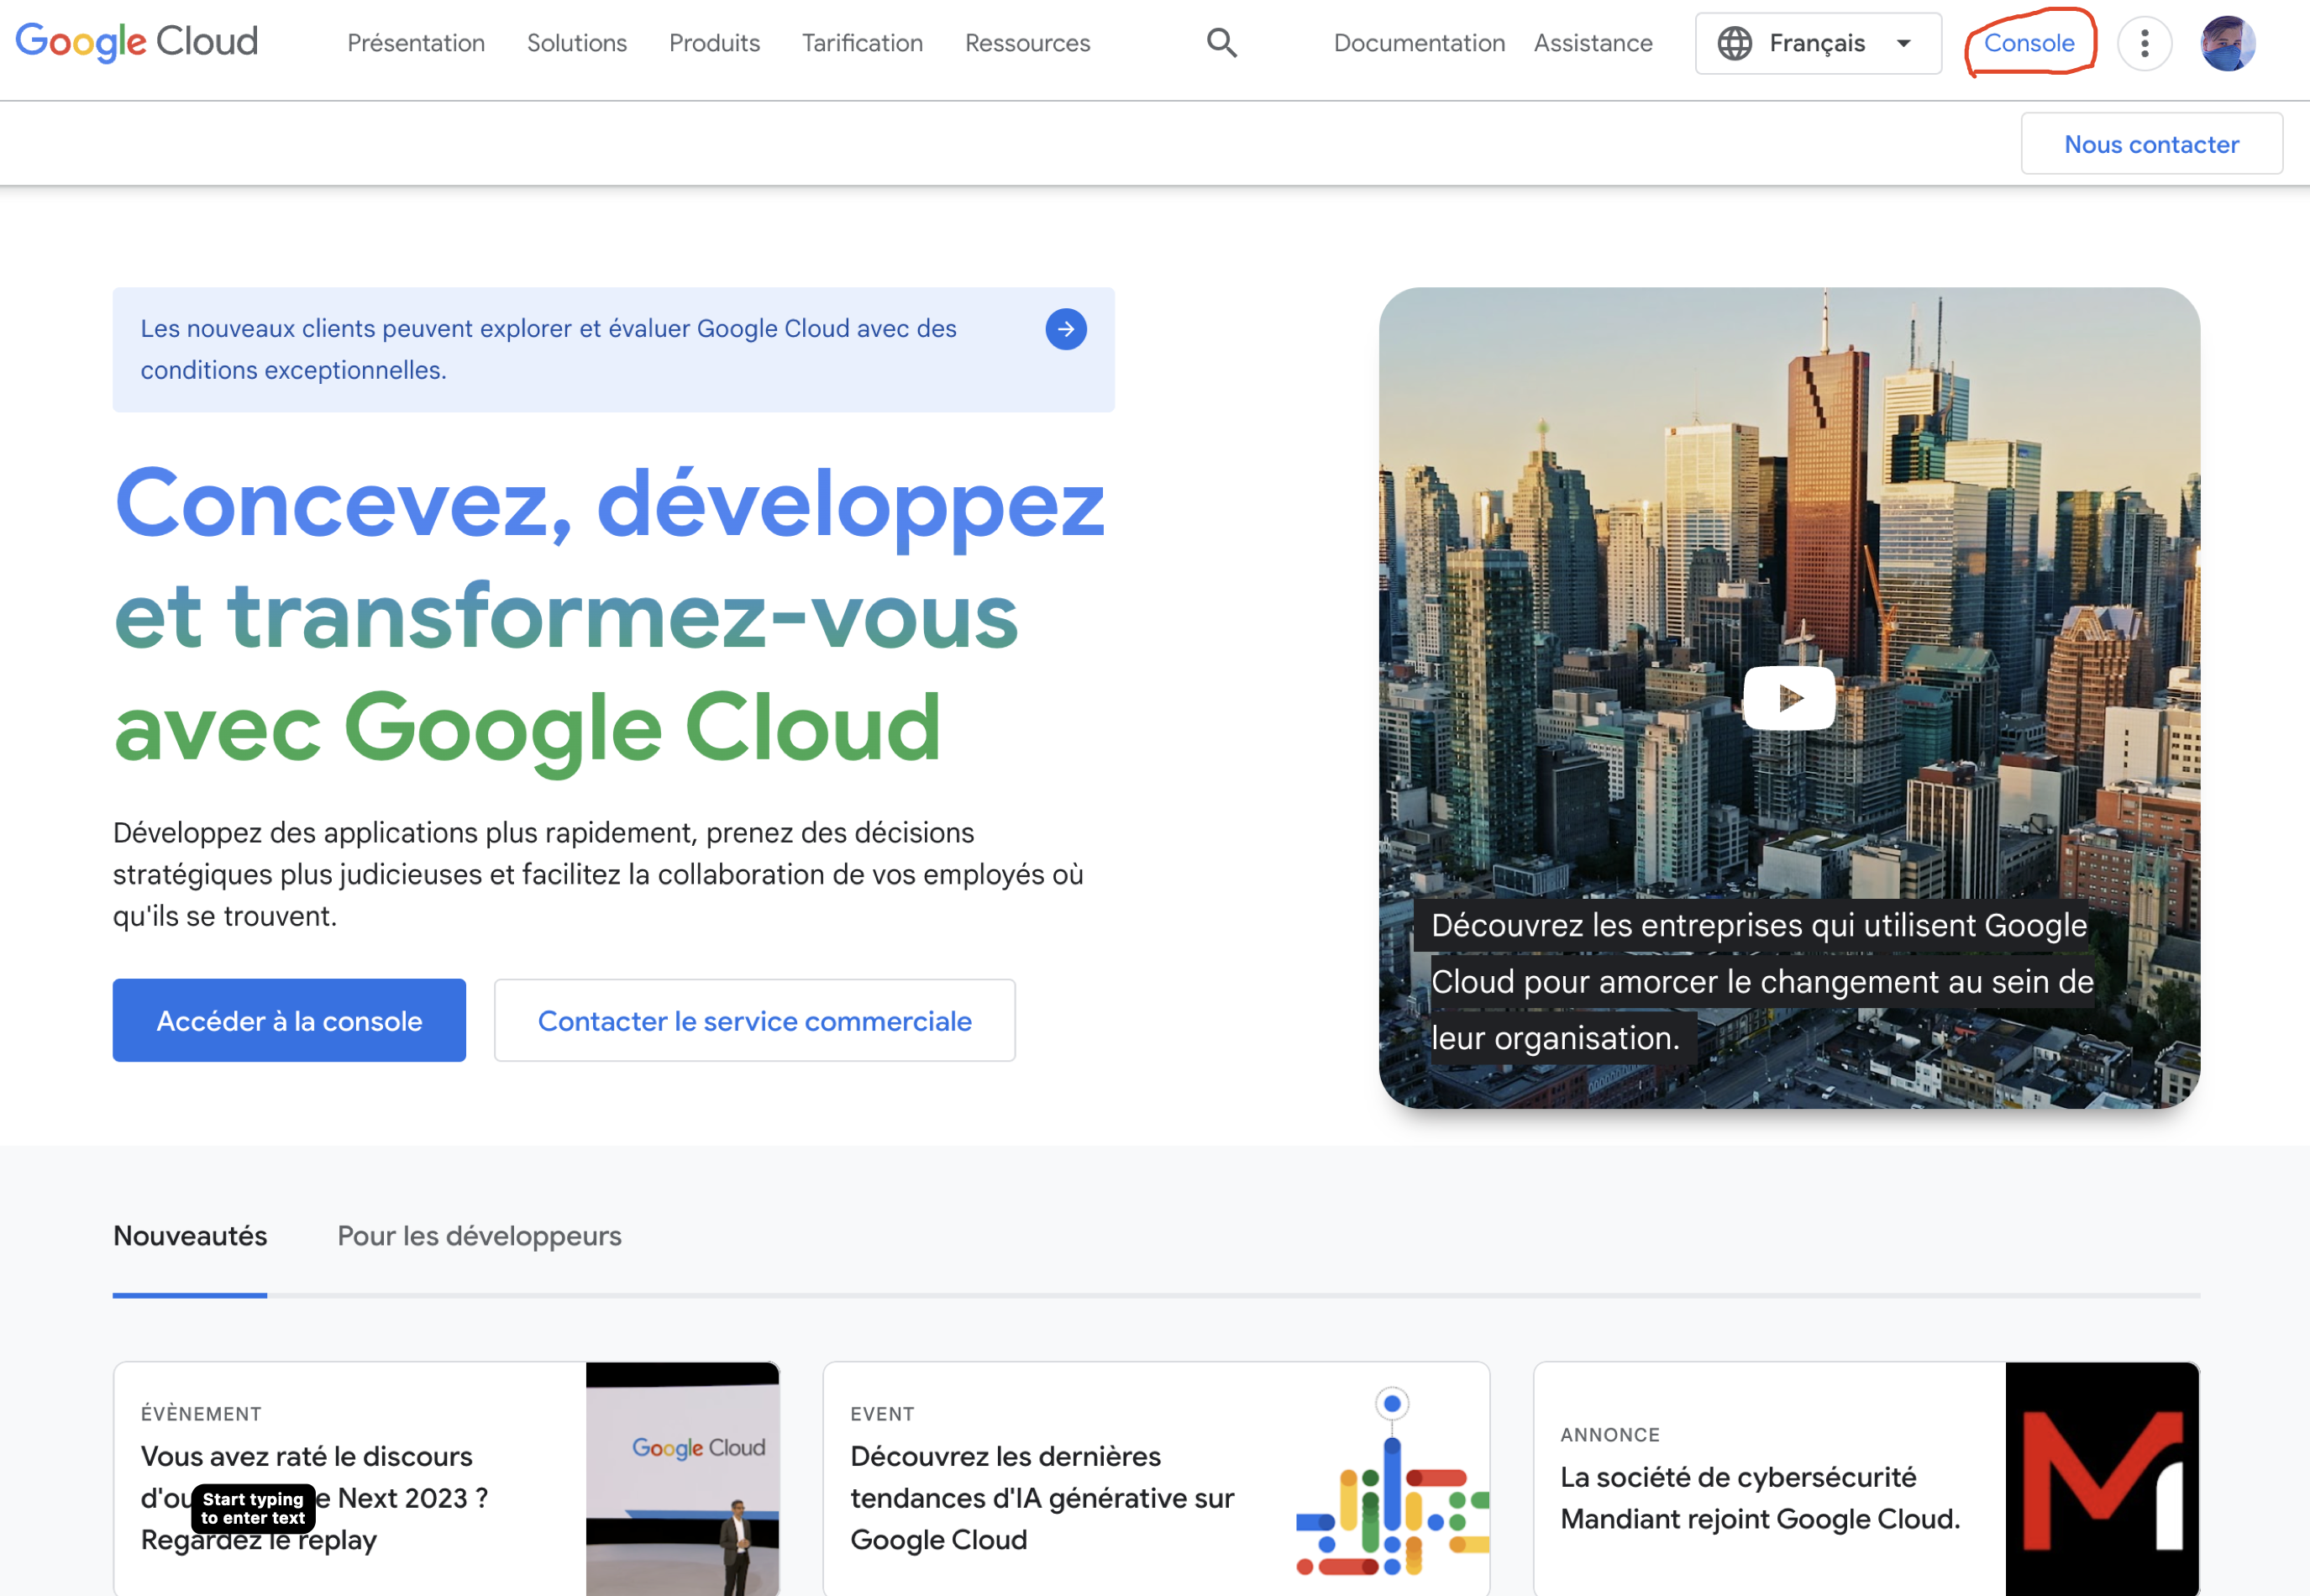 Google Cloud
Présentation
Solutions
Produits
Tarification
Ressources
Documentation
Assistance
Français
Console
Nous contacter
Les nouveaux clients peuvent explorer et évaluer Google Cloud avec des
conditions exceptionnelles.
Concevez, développez
et transformez-vous
avec Google Cloud
Développez des applications plus rapidement, prenez des décisions
stratégiques plus judicieuses et facilitez la collaboration de vos employés où
qu'ils se trouvent.
Accéder à la console
Contacter le service commerciale
Découvrez les entreprises qui utilisent Google
Cloud pour amorcer le changement au sein de
leur organisation.
Nouveautés
Pour les développeurs
ÉVÈNEMENT
Vous avez raté le discours
d'ou
e Next 2023 ?
Regardez le replay
Start typing
to enter text
Google Cloud
EVENT
Découvrez les dernières
tendances d'IA générative sur
Google Cloud
ANNONCE
La société de cybersécurité
Mandiant rejoint Google Cloud.
M